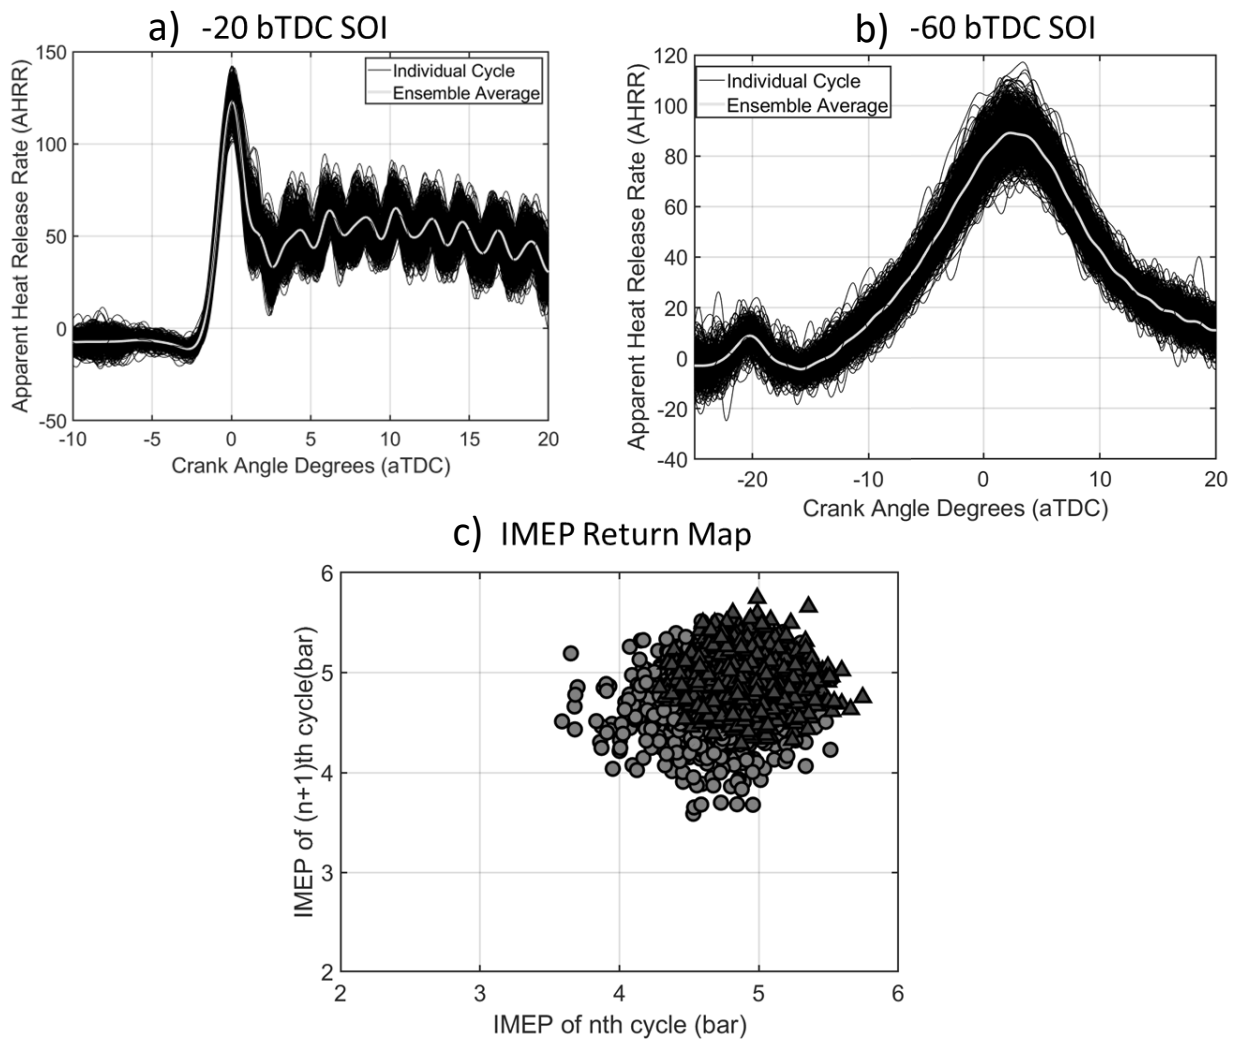 a) -20 bTDC SOI
150
100
50
0
-50
-10
-5
0
5
10
15
20
Apparent Heat Release Rate (AHRR)
Crank Angle Degrees (aTDC)
Individual Cycle
Ensemble Average
b) -60 bTDC SOI
120
100
80
60
40
20
0
-20
-40
-20
-10
0
10
20
Apparent Heat Release Rate (AHRR)
Crank Angle Degrees (aTDC)
Individual Cycle
Ensemble Average
c) IMEP Return Map
6
5
4
3
2
2
3
4
5
6
IMEP of (n+1)th cycle(bar)
IMEP of nth cycle (bar)